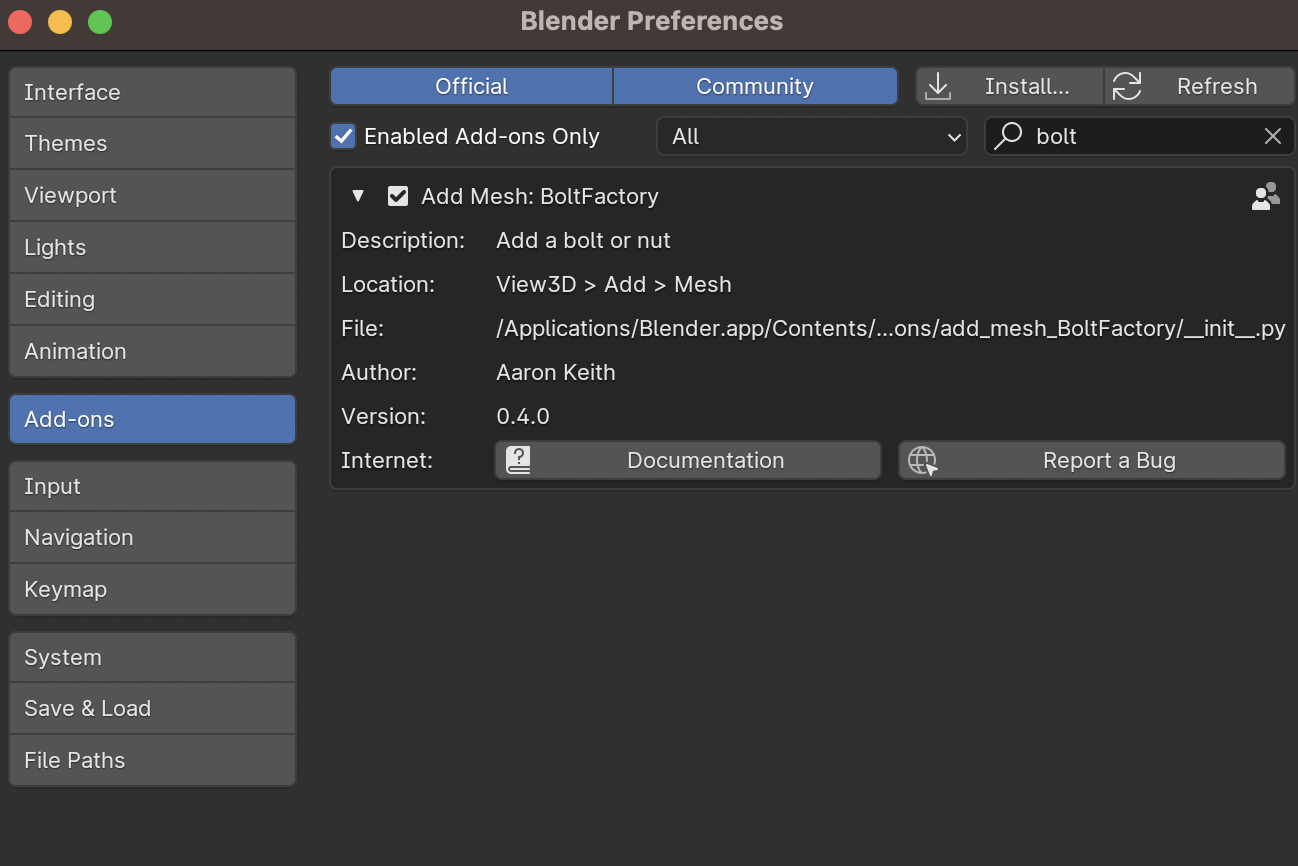 Blender Preferences
Interface
Themes
Viewport
Lights
Editing
Animation
Add-ons
Input
Navigation
Keymap
System
Save & Load
File Paths
Official Community Install... Refresh
Enabled Add-ons Only All bolt
Add Mesh: BoltFactory
Description: Add a bolt or nut
Location: View3D > Add > Mesh
File: /Applications/Blender.app/Contents/...ons/add_mesh_BoltFactory/__init__.py
Author: Aaron Keith
Version: 0.4.0
Internet: Documentation Report a Bug